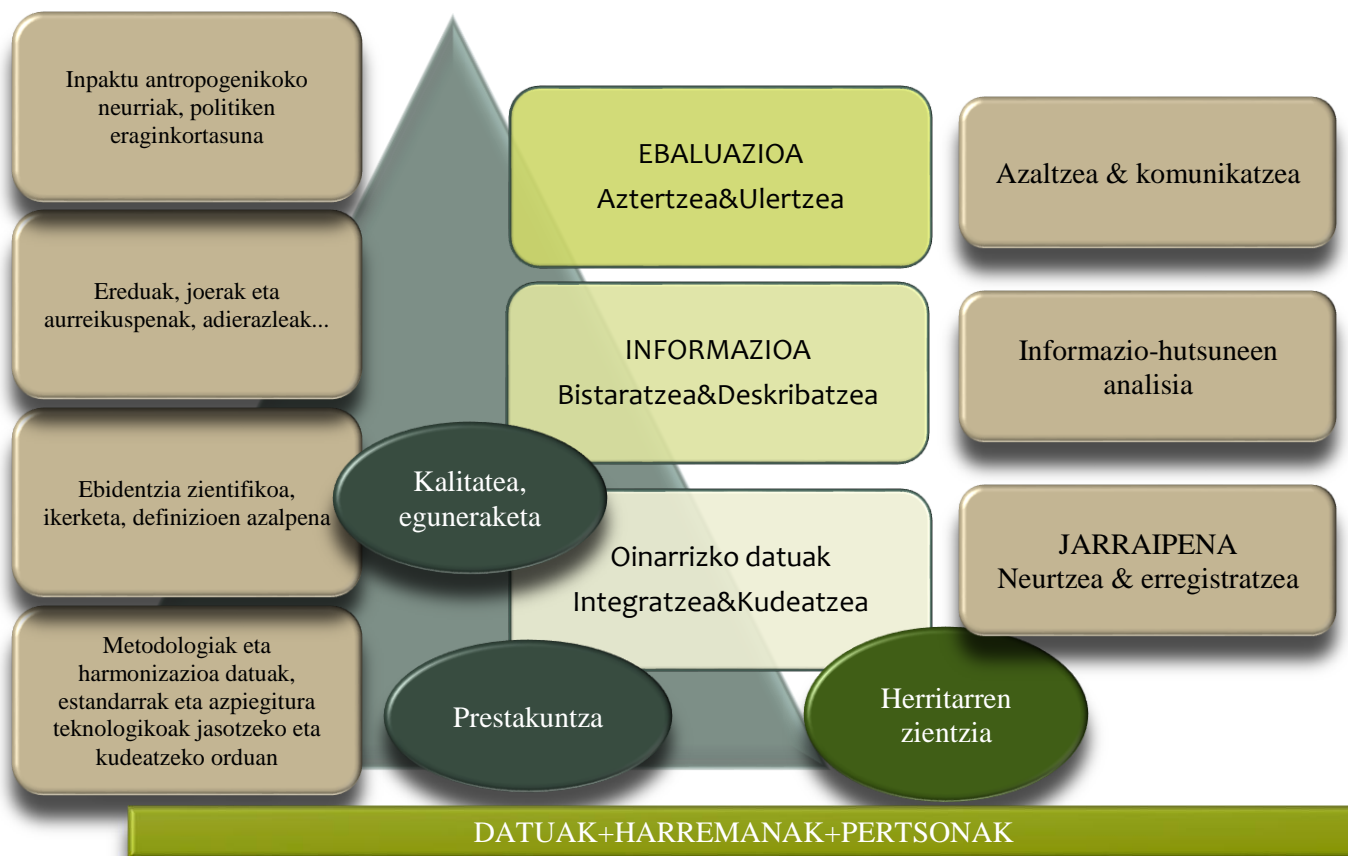 Inpaktu antropogenikoko
neurriak, politiken
eraginkortasuna
Ereduak, joerak eta
aurreikuspenak, adierazleak...
Ebidentzia zientifikoa,
ikerketa, definizioen azalpena
Metodologiak eta
harmonizazioa datuak,
estandarrak eta azpiegitura
teknologikoak jasotzeko eta
kudeatzeko orduan
EBALUAZIOA
Aztertzea&Ulertzea
INFORMAZIOA
Bistaratzea&Deskribatzea
Kalitatea,
eguneraketa
Oinarrizko datuak
Integratzea&Kudeatzea
Prestakuntza
Herritarren
zientzia
Azaltzea & komunikatzea
Informazio-hutsuneen
analisia
JARRAIPENA
Neurtzea & erregistratzea
DATUAK+HARREMANAK+PERTSONAK